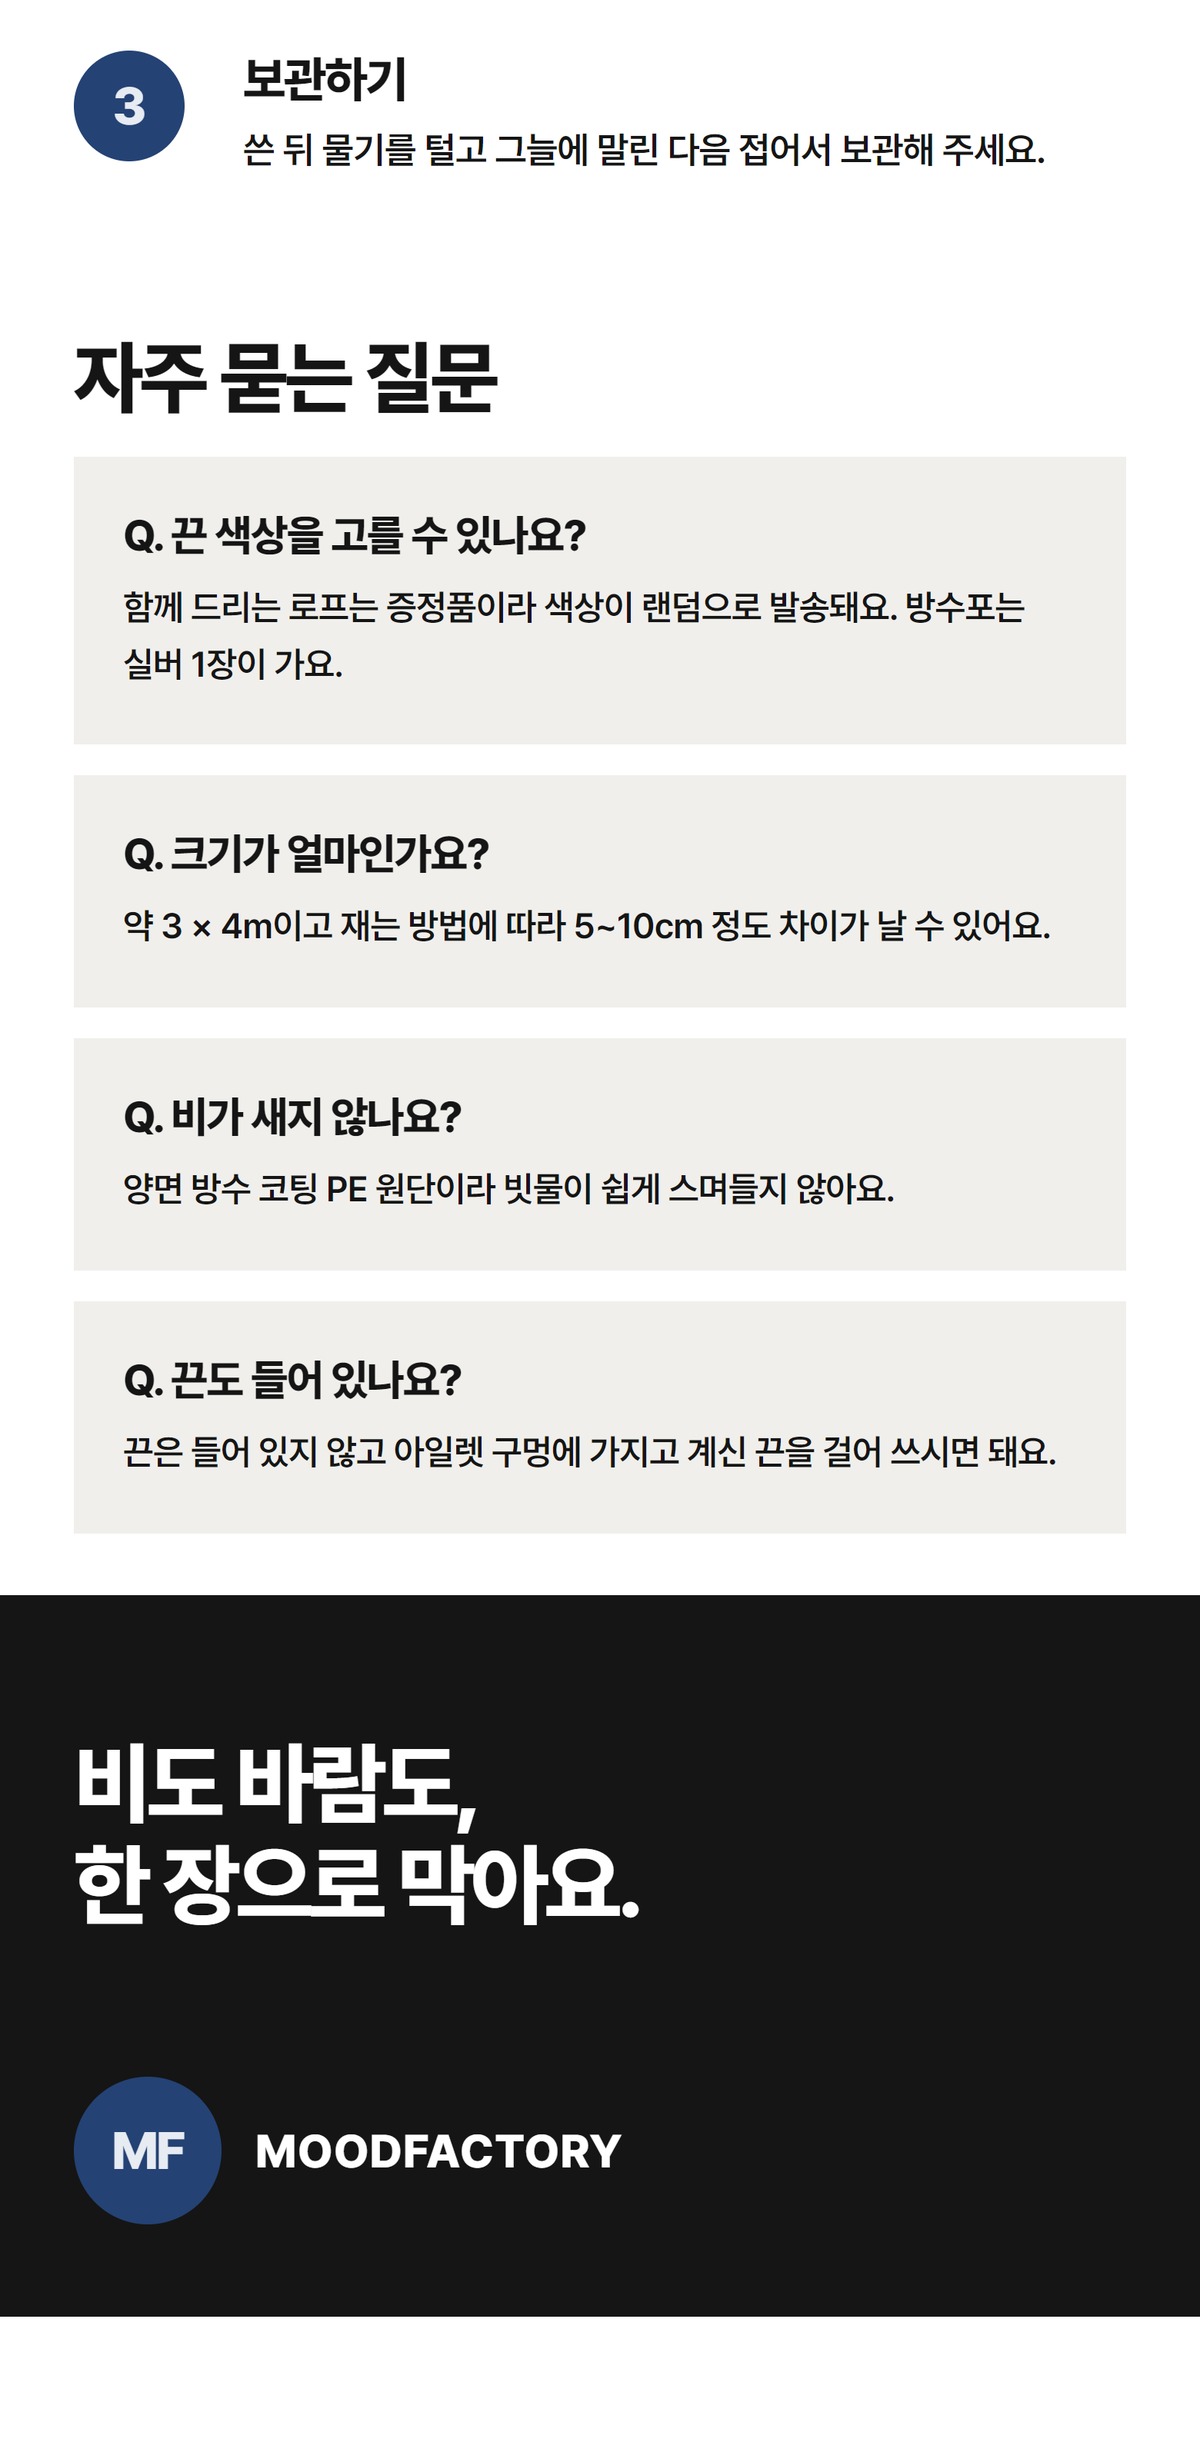 3
보관하기
쓴 뒤 물기를 털고 그늘에 말린 다음 접어서 보관해 주세요.
자주 묻는 질문
Q. 끈 색상을 고를 수 있나요?
함께 드리는 로프는 증정품이라 색상이 랜덤으로 발송돼요. 방수포는
실버 1장이 가요.
Q. 크기가 얼마인가요?
약 3 × 4m이고 재는 방법에 따라 5~10cm 정도 차이가 날 수 있어요.
Q. 비가 새지 않나요?
양면 방수 코팅 PE 원단이라 빗물이 쉽게 스며들지 않아요.
Q. 끈도 들어 있나요?
끈은 들어 있지 않고 아일렛 구멍에 가지고 계신 끈을 걸어 쓰시면 돼요.
비도 바람도,
한 장으로 막아요.
MF
MOODFACTORY